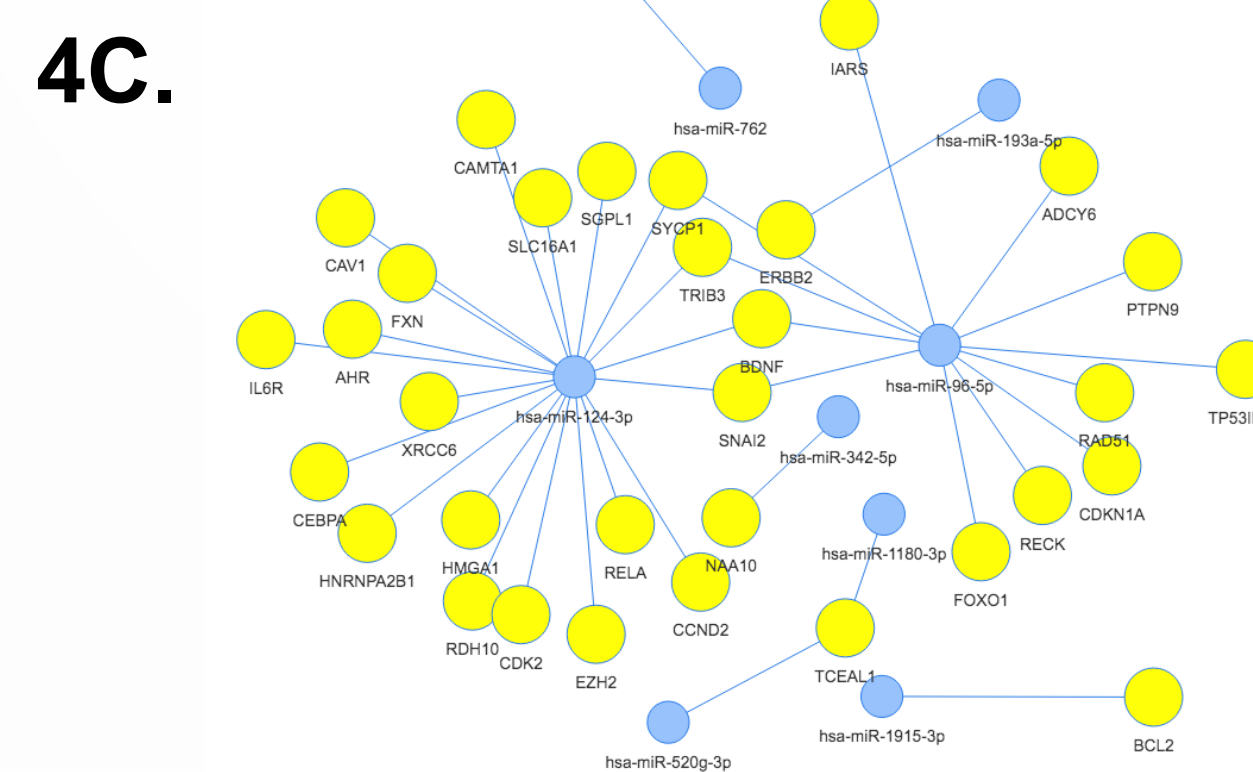 4C.
IARS
hsa-miR-762
hsa-miR-193a-5p
CAMTA1
SGPL1
SYCP1
ADCY6
SLC16A1
CAV1
ERBB2
TRIB3
PTPN9
FXN
BDNF
AHR
IL6R
hsa-miR-96-5p
hsa-miR-124-3p
TP53I
SNAI2
RAD51
XRCC6
hsa-miR-342-5p
CDKN1A
CEBPA
RECK
hsa-miR-1180-3p
NAA10
HMGA1
RELA
HNRNPA2B1
FOXO1
CCND2
RDH10
CDK2
TCEAL1
EZH2
hsa-miR-1915-3p
BCL2
hsa-miR-520g-3p